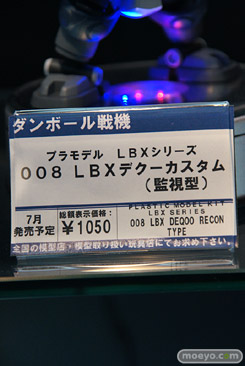 ダンボール戦機
プラモデル LBXシリーズ
008 LBXデクーカスタム
(監視型)
PLASTIC MODEL KIT
LBX SERIES
008 LBX DEQOO RECON
TYPE
7月
発売予定
総額表示価格:
¥1050
全国の模型店・模型取り扱い玩具店にてお求め下さい。
moeyo.com